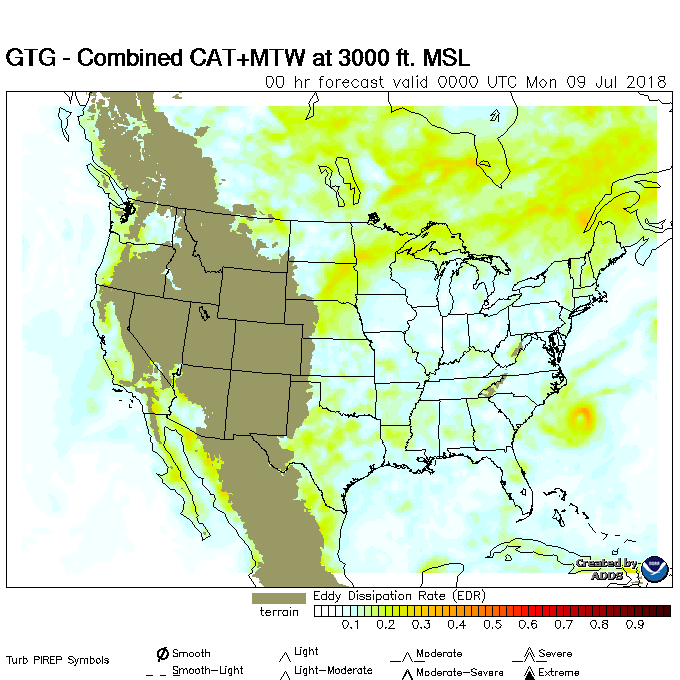 GTG - Combined CAT+MTW at 3000 ft. MSL
00 hr forecast valid 0000 UTC Mon 09 Jul 2018
Created by
ADDS
terrain
Eddy Dissipation Rate (EDR)
0.1 0.2 0.3 0.4 0.5 0.6 0.7 0.8 0.9
Turb PIREP Symbols
Smooth
Light
Moderate
Severe
Smooth-Light
Light-Moderate
Moderate-Severe
Extreme